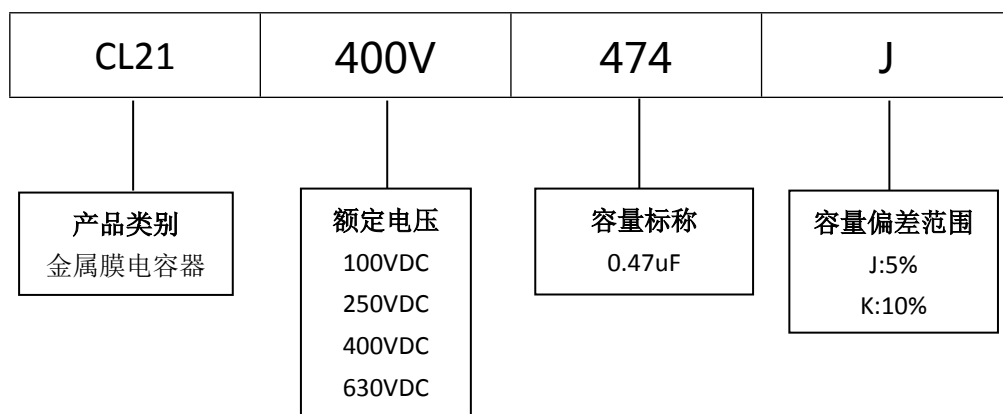 CL21
400V
474
J
产品类别
金属膜电容器
额定电压
100VDC
250VDC
400VDC
630VDC
容量标称
0.47uF
容量偏差范围
J:5%
K:10%